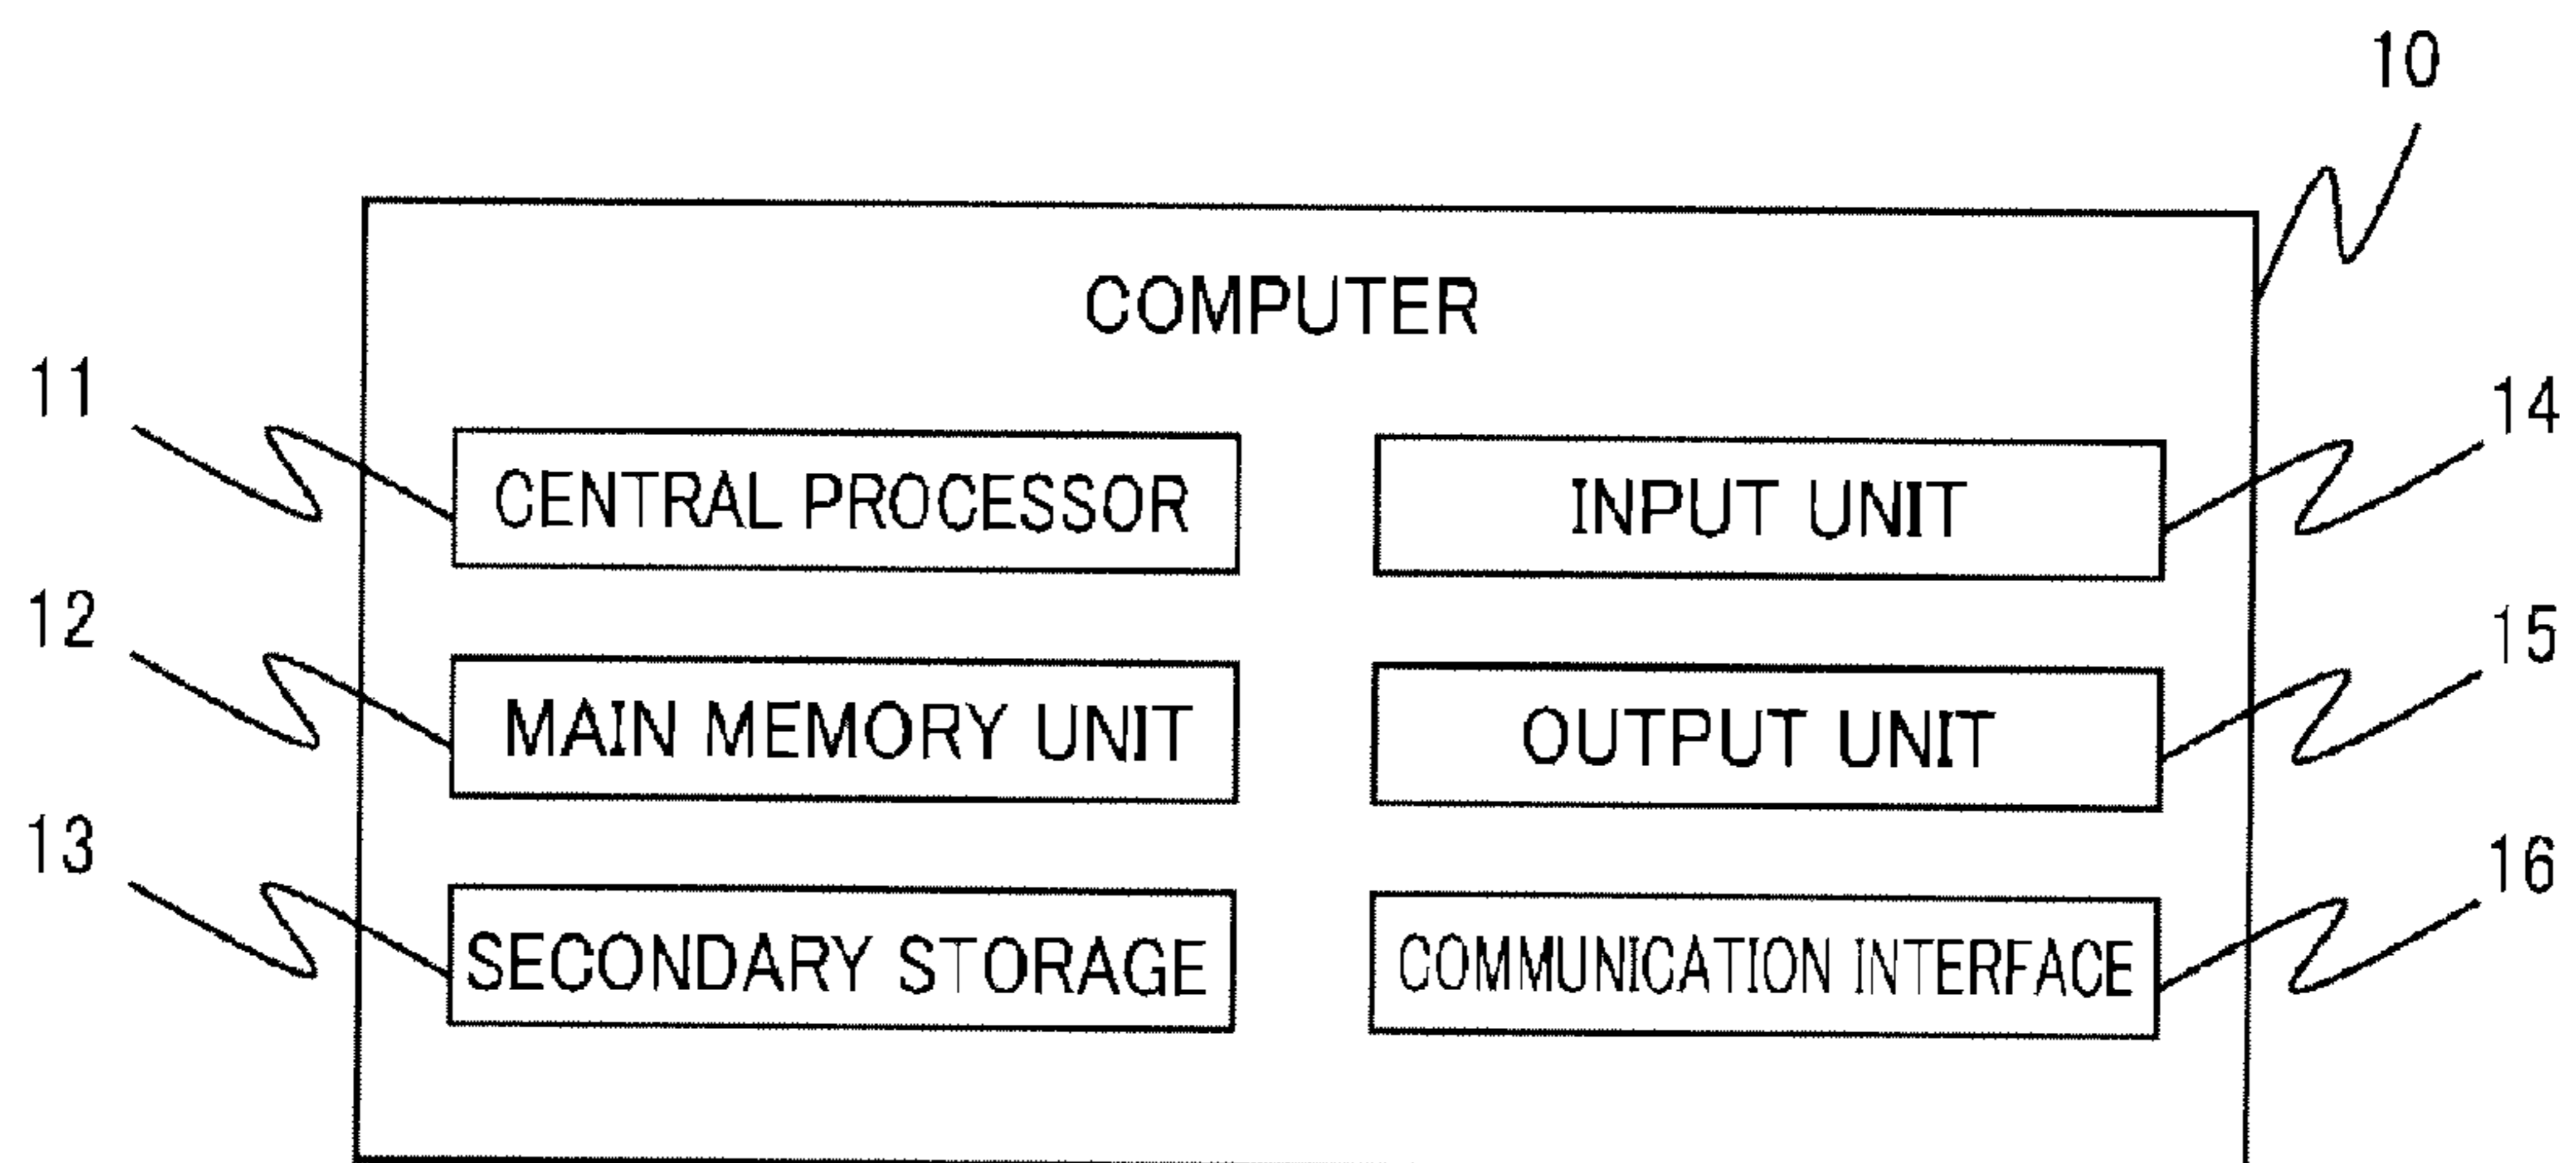 10
COMPUTER
11
CENTRAL PROCESSOR
INPUT UNIT
14
12
MAIN MEMORY UNIT
OUTPUT UNIT
15
13
SECONDARY STORAGE
COMMUNICATION INTERFACE
16